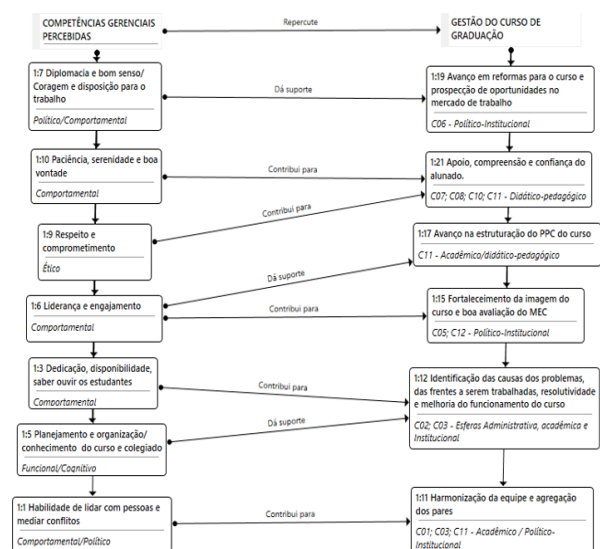 COMPETÊNCIAS GERENCIAIS
PERCEBIDAS
Repercute
GESTÃO DO CURSO DE
GRADUAÇÃO
1:7 Diplomacia e bom senso/
Coragem e disposição para o
trabalho
Político/Comportamental
Dá suporte
1:19 Avanço em reformas para o curso e
prospecção de oportunidades no
mercado de trabalho
C06 - Político-Institucional
1:10 Paciência, serenidade e boa
vontade
Comportamental
Contribui para
1:21 Apoio, compreensão e confiança do
alunado.
C07; C08; C10; C11 - Didático-pedagógico
1:9 Respeito e
comprometimento
Ético
Contribui para
1:17 Avanço na estruturação do PPC do curso
C11 - Acadêmico/didático-pedagógico
1:6 Liderança e engajamento
Comportamental
Dá suporte
Contribui para
1:15 Fortalecimento da imagem do
curso e boa avaliação do MEC
C05; C12 - Político-Institucional
1:3 Dedicação, disponibilidade,
saber ouvir os estudantes
Comportamental
Contribui para
1:12 Identificação das causas dos problemas,
das frentes a serem trabalhadas, resolutividade
e melhoria do funcionamento do curso
C02; C03 - Esferas Administrativa, acadêmica e
Institucional
1:5 Planejamento e organização/
conhecimento do curso e colegiado
Funcional/Cognitivo
Dá suporte
1:1 Habilidade de lidar com pessoas e
mediar conflitos
Comportamental/Político
Contribui para
1:11 Harmonização da equipe e agregação
dos pares
C01; C03; C11 - Acadêmico / Político-
Institucional